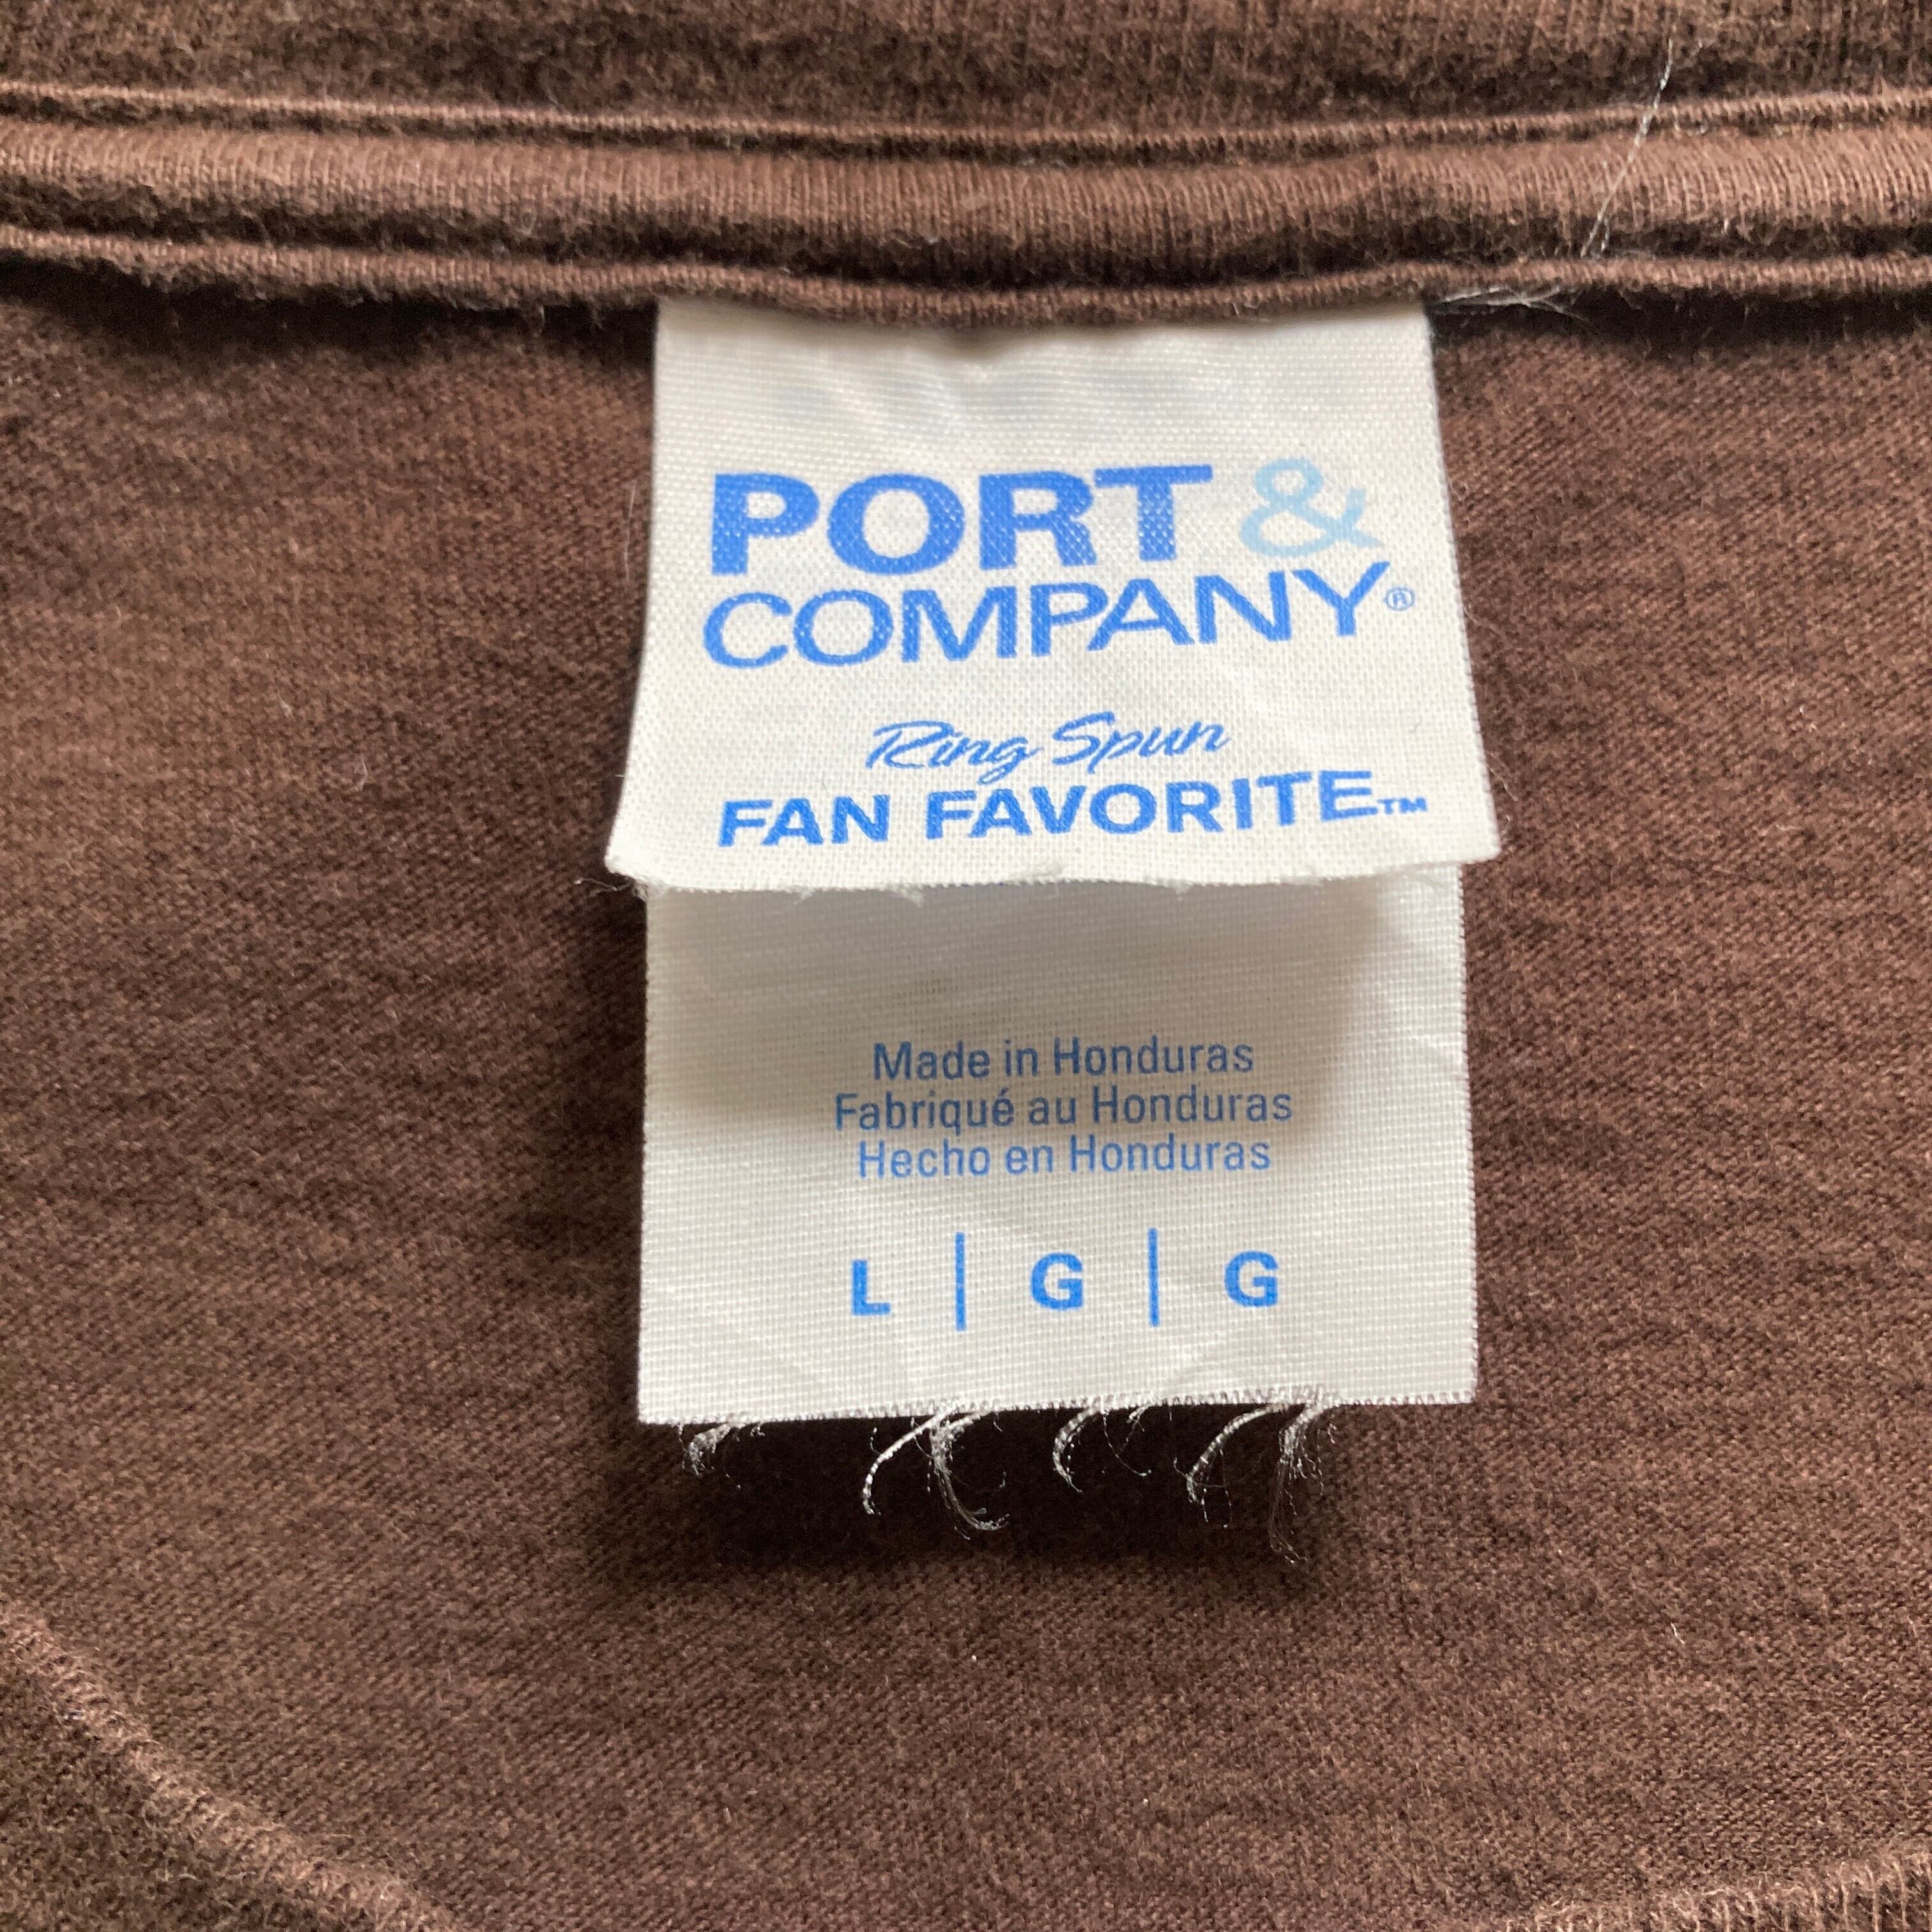 PORT &
COMPANY®
Ring Spun
FAN FAVORITE™
Made in Honduras
Fabriqué au Honduras
Hecho en Honduras
L | G | G